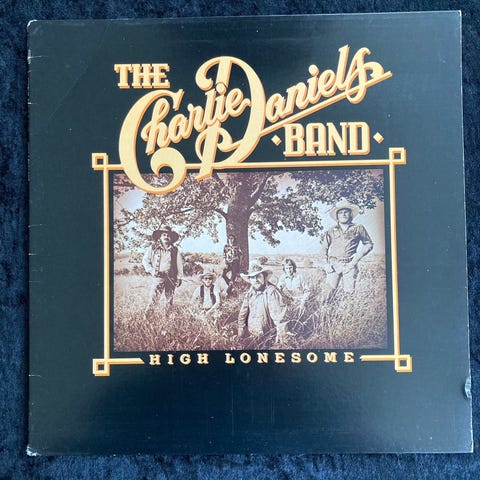 THE
Charlie Daniels
·BAND·
HIGH LONESOME